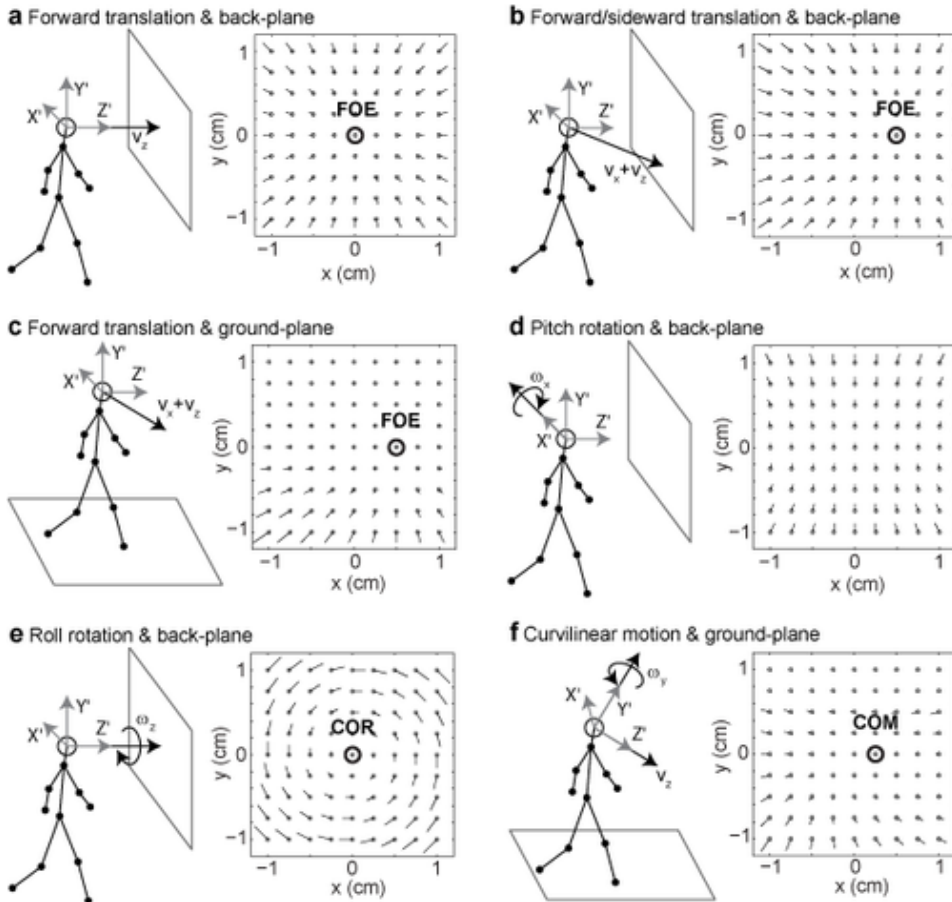 a Forward translation & back-plane
Y'
X'
Z'
v_z
y (cm)
1
0
−1
FOE
−1 0 1
x (cm)
b Forward/sideward translation & back-plane
Y'
X'
Z'
v_x+v_z
y (cm)
1
0
−1
FOE
−1 0 1
x (cm)
c Forward translation & ground-plane
Y'
X'
Z'
v_x+v_z
y (cm)
1
0
−1
FOE
−1 0 1
x (cm)
d Pitch rotation & back-plane
ω_x
Y'
X'
Z'
y (cm)
1
0
−1
−1 0 1
x (cm)
e Roll rotation & back-plane
Y'
X'
Z'
ω_z
y (cm)
1
0
−1
COR
−1 0 1
x (cm)
f Curvilinear motion & ground-plane
ω_y
X'
Y'
Z'
v_z
y (cm)
1
0
−1
COM
−1 0 1
x (cm)